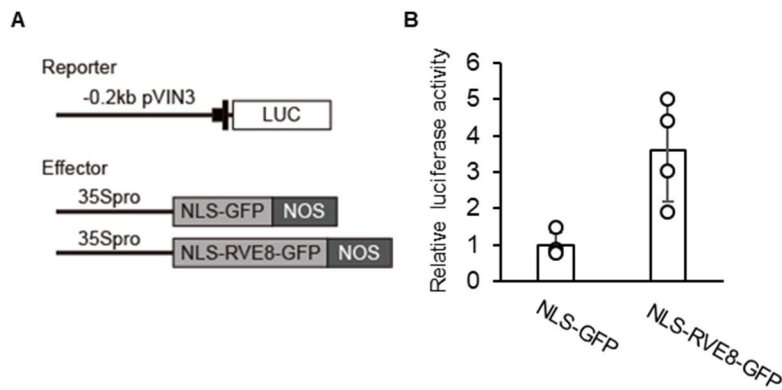 A
Reporter
-0.2kb pVIN3
LUC
Effector
35Spro
NLS-GFP NOS
35Spro
NLS-RVE8-GFP NOS
B
Relative luciferase activity
6
5
4
3
2
1
0
NLS-GFP
NLS-RVE8-GFP